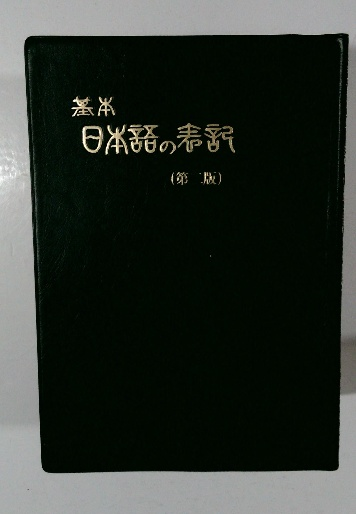 基本
日本語の表記
(第二版)